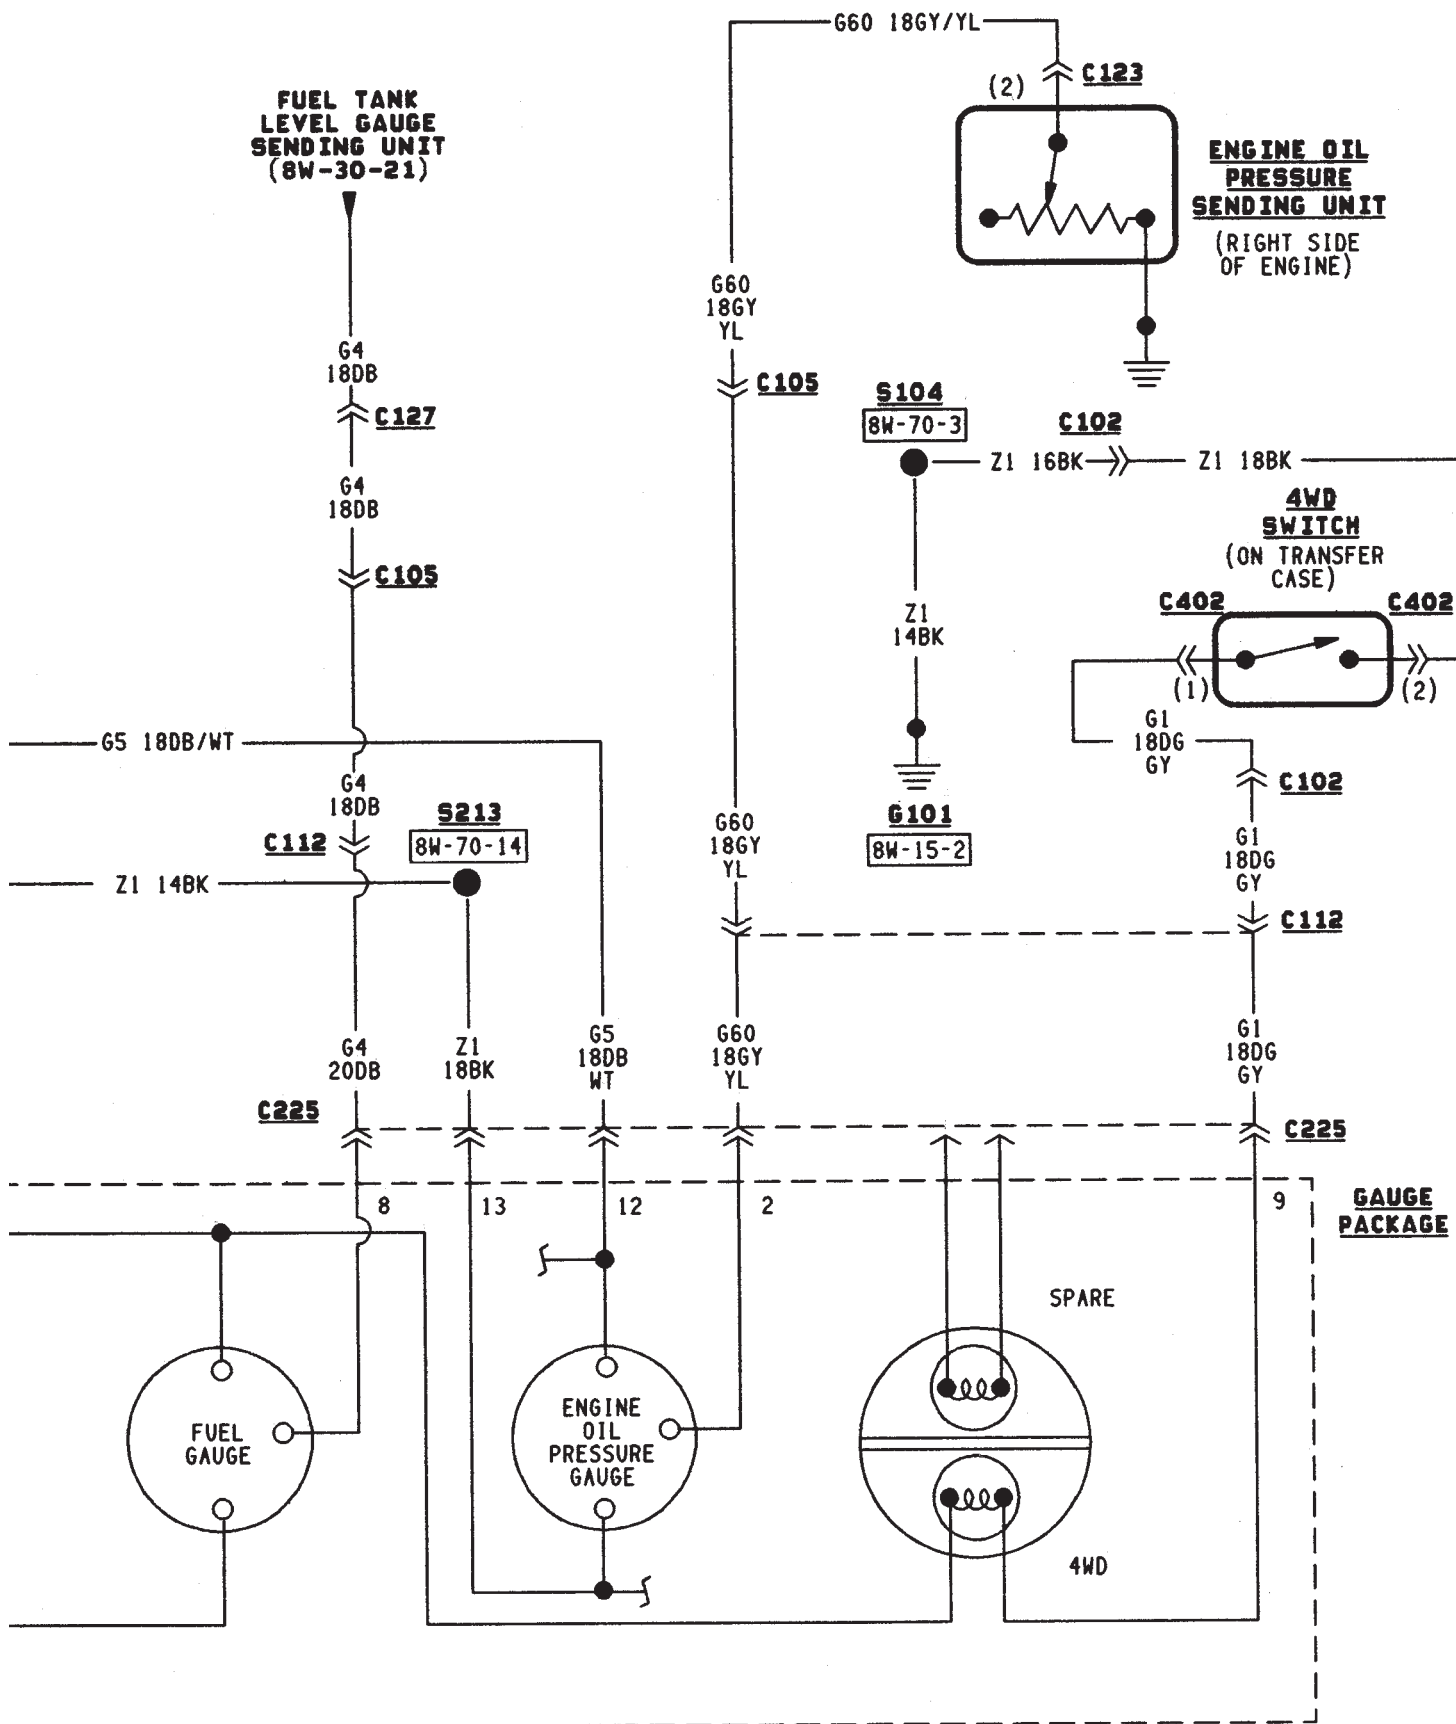 G60 18GY/YL
C123
(2)
FUEL TANK
LEVEL GAUGE
SENDING UNIT
(8W-30-21)
ENGINE OIL
PRESSURE
SENDING UNIT
(RIGHT SIDE
OF ENGINE)
G60
18GY
YL
G4
18DB
C127
C105
S104
8W-70-3
C102
Z1 16BK
Z1 18BK
G4
18DB
4WD
SWITCH
(ON TRANSFER
CASE)
C105
C402
C402
(1)
(2)
Z1
14BK
G1
18DG
GY
G5 18DB/WT
G4
18DB
C102
S213
8W-70-14
C112
G101
8W-15-2
G60
18GY
YL
G1
18DG
GY
Z1 14BK
C112
G4
20DB
Z1
18BK
G5
18DB
WT
G60
18GY
YL
G1
18DG
GY
C225
C225
8
13
12
2
9
GAUGE
PACKAGE
SPARE
FUEL
GAUGE
ENGINE
OIL
PRESSURE
GAUGE
4WD